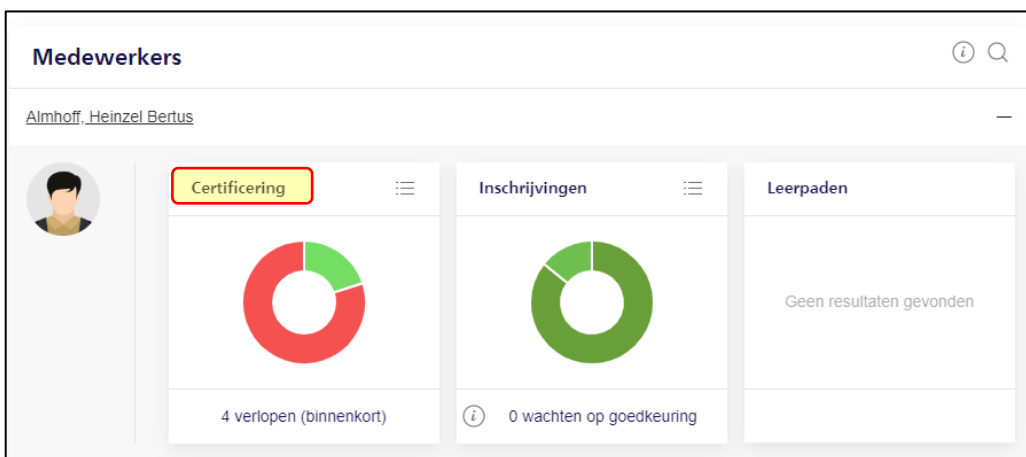 Medewerkers
Almhoff, Heinzel Bertus
Certificering
Inschrijvingen
Leerpaden
Geen resultaten gevonden
4 verlopen (binnenkort)
0 wachten op goedkeuring